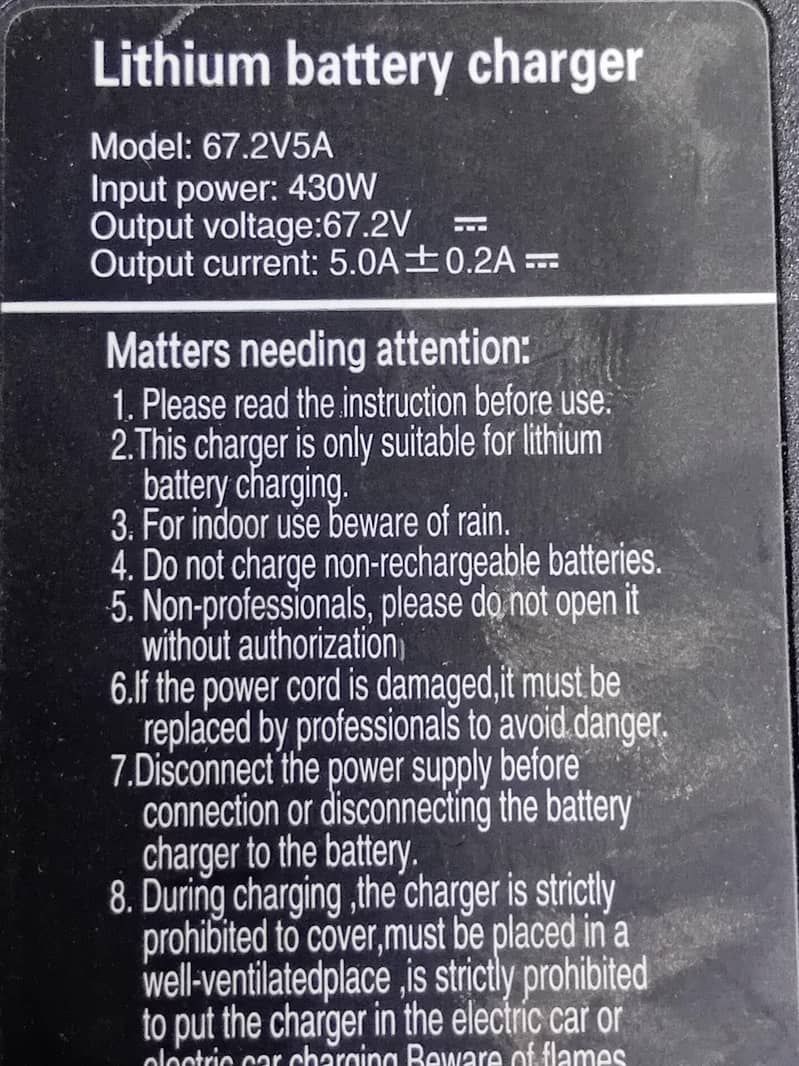 Lithium battery charger
Model: 67.2V5A
Input power: 430W
Output voltage:67.2V ⎓
Output current: 5.0A±0.2A ⎓
Matters needing attention:
1. Please read the instruction before use.
2.This charger is only suitable for lithium
battery charging.
3. For indoor use beware of rain.
4. Do not charge non-rechargeable batteries.
5. Non-professionals, please do not open it
without authorization
6.If the power cord is damaged,it must be
replaced by professionals to avoid danger.
7.Disconnect the power supply before
connection or disconnecting the battery
charger to the battery.
8. During charging ,the charger is strictly
prohibited to cover,must be placed in a
well-ventilatedplace ,is strictly prohibited
to put the charger in the electric car or
electric car charging.Beware of flames